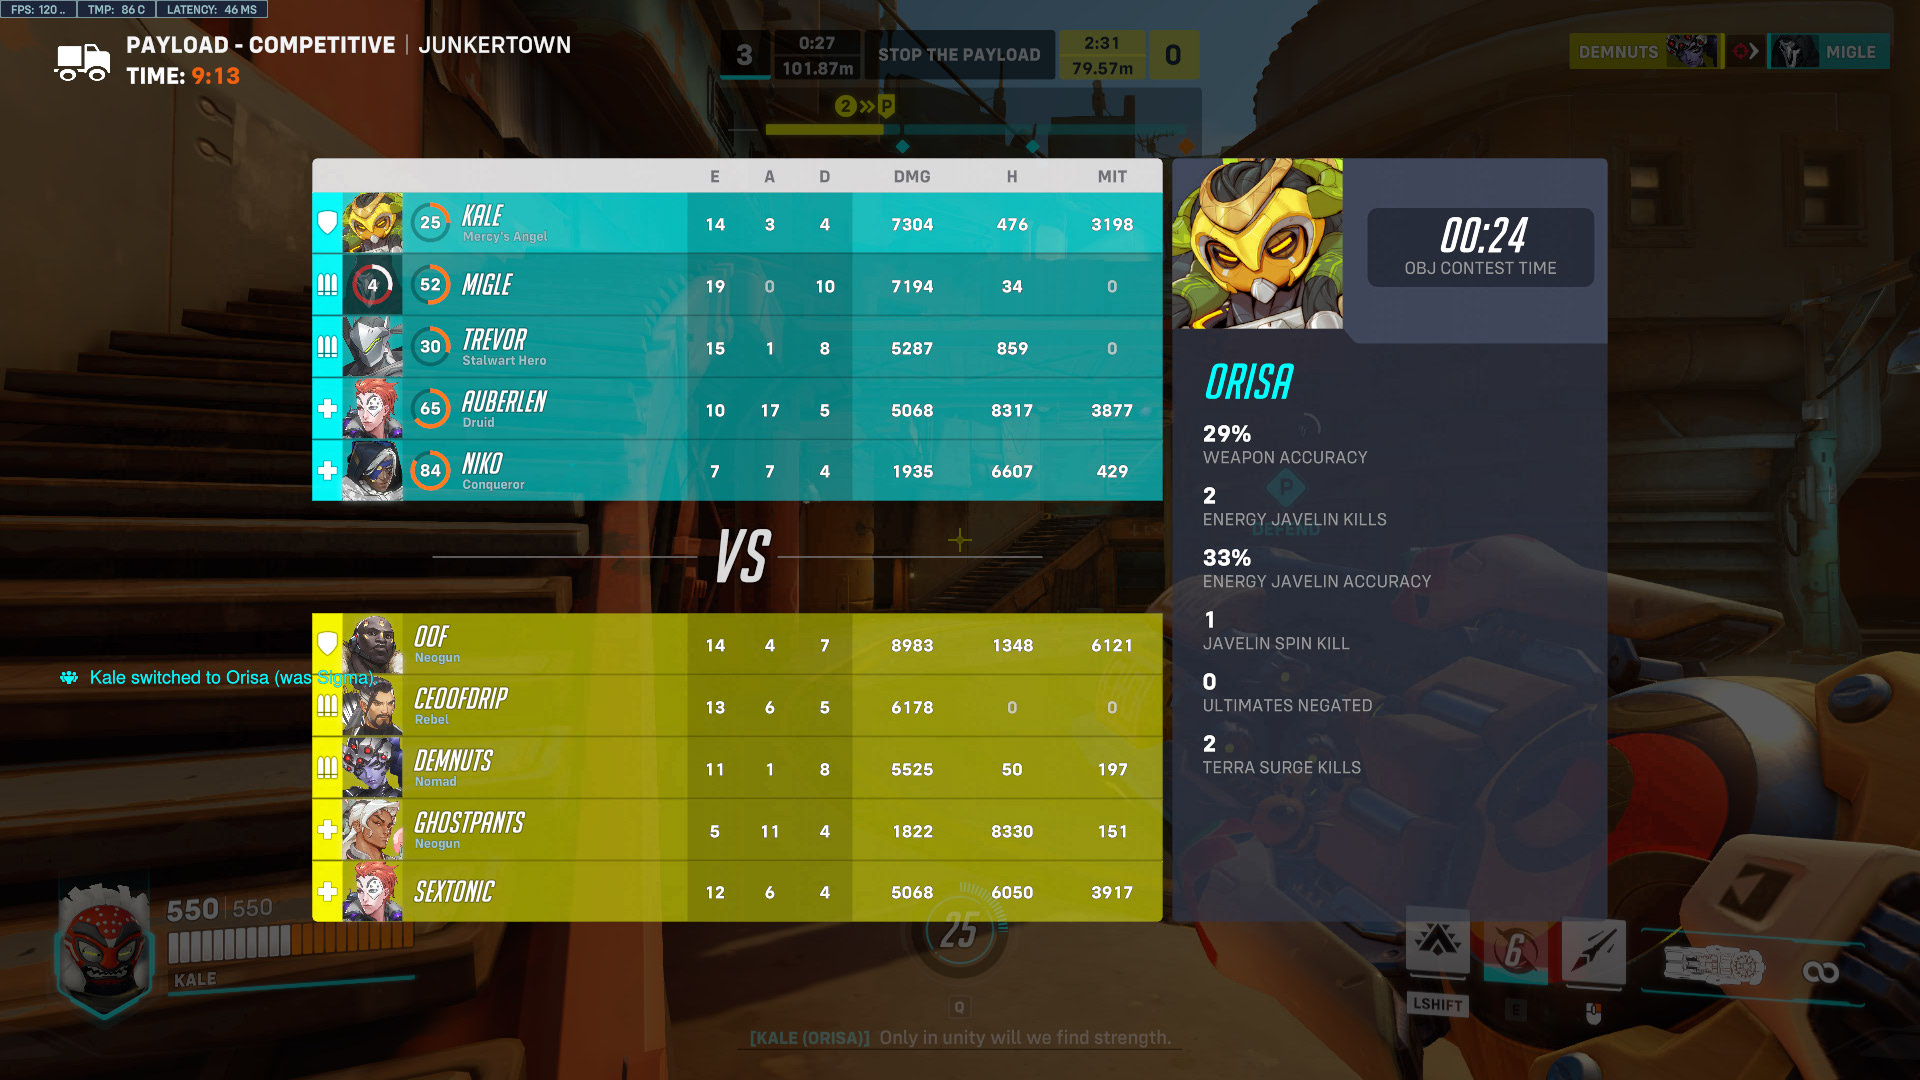 FPS: 120 .. TMP: 86 C LATENCY: 46 MS
PAYLOAD - COMPETITIVE | JUNKERTOWN
TIME: 9:13
3 0:27 101.87m STOP THE PAYLOAD 2:31 79.57m 0
DEMNUTS MIGLE
2 P
E A D DMG H MIT
25 KALE 14 3 4 7304 476 3198
Mercy's Angel
4 52 MIGLE 19 0 10 7194 34 0
30 TREVOR 15 1 8 5287 859 0
Stalwart Hero
65 AUBERLEN 10 17 5 5068 8317 3877
Druid
84 NIKO 7 7 4 1935 6607 429
Conqueror
VS
OOF 14 4 7 8983 1348 6121
Neogun
CEOOFDRIP 13 6 5 6178 0 0
Rebel
DEMNUTS 11 1 8 5525 50 197
Nomad
GHOSTPANTS 5 11 4 1822 8330 151
Neogun
SEXTONIC 12 6 4 5068 6050 3917
00:24
OBJ CONTEST TIME
ORISA
29%
WEAPON ACCURACY
2
ENERGY JAVELIN KILLS
P
DEFEND
33%
ENERGY JAVELIN ACCURACY
1
JAVELIN SPIN KILL
0
ULTIMATES NEGATED
2
TERRA SURGE KILLS
Kale switched to Orisa (was Sigma).
550 | 550
KALE
25
Q
6
LSHIFT E
[KALE (ORISA)] Only in unity will we find strength.